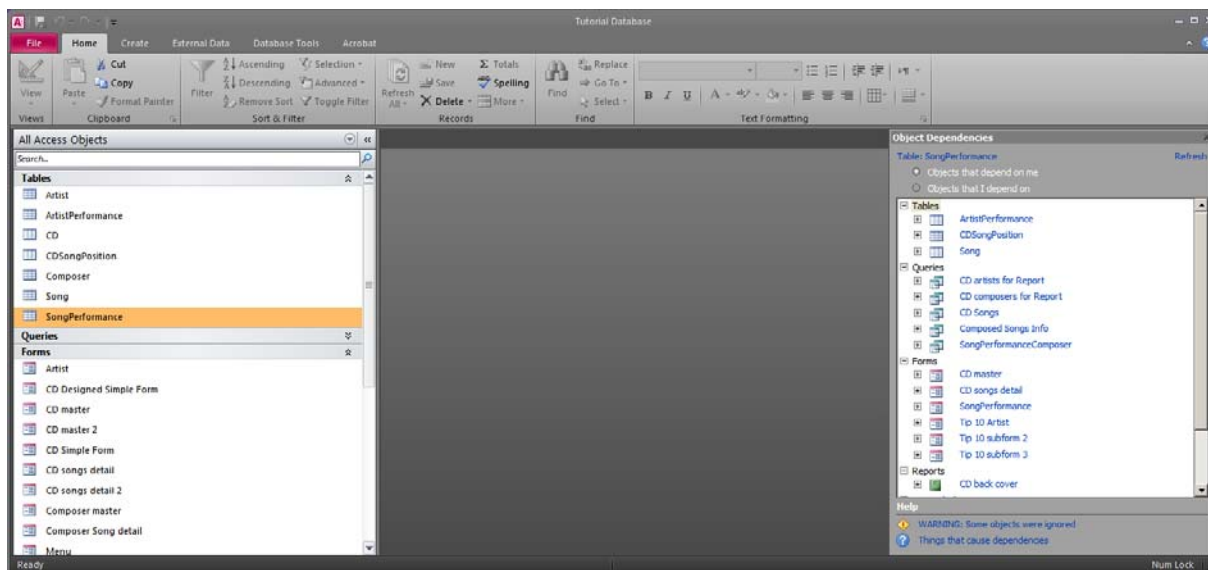 Tutorial Database
File Home Create External Data Database Tools Acrobat
View
Views
Paste
Cut
Copy
Format Painter
Clipboard
Filter
Ascending
Descending
Remove Sort
Selection
Advanced
Toggle Filter
Sort & Filter
Refresh All
New
Save
Delete
Totals
Spelling
More
Records
Find
Replace
Go To
Select
Find
B I U A
Text Formatting
All Access Objects
Search...
Tables
Artist
ArtistPerformance
CD
CDSongPosition
Composer
Song
SongPerformance
Queries
Forms
Artist
CD Designed Simple Form
CD master
CD master 2
CD Simple Form
CD songs detail
CD songs detail 2
Composer master
Composer Song detail
Menu
Object Dependencies
Table: SongPerformance Refresh
Objects that depend on me
Objects that I depend on
Tables
ArtistPerformance
CDSongPosition
Song
Queries
CD artists for Report
CD composers for Report
CD Songs
Composed Songs Info
SongPerformanceComposer
Forms
CD master
CD songs detail
SongPerformance
Tip 10 Artist
Tip 10 subform 2
Tip 10 subform 3
Reports
CD back cover
Help
WARNING: Some objects were ignored
Things that cause dependencies
Ready Num Lock